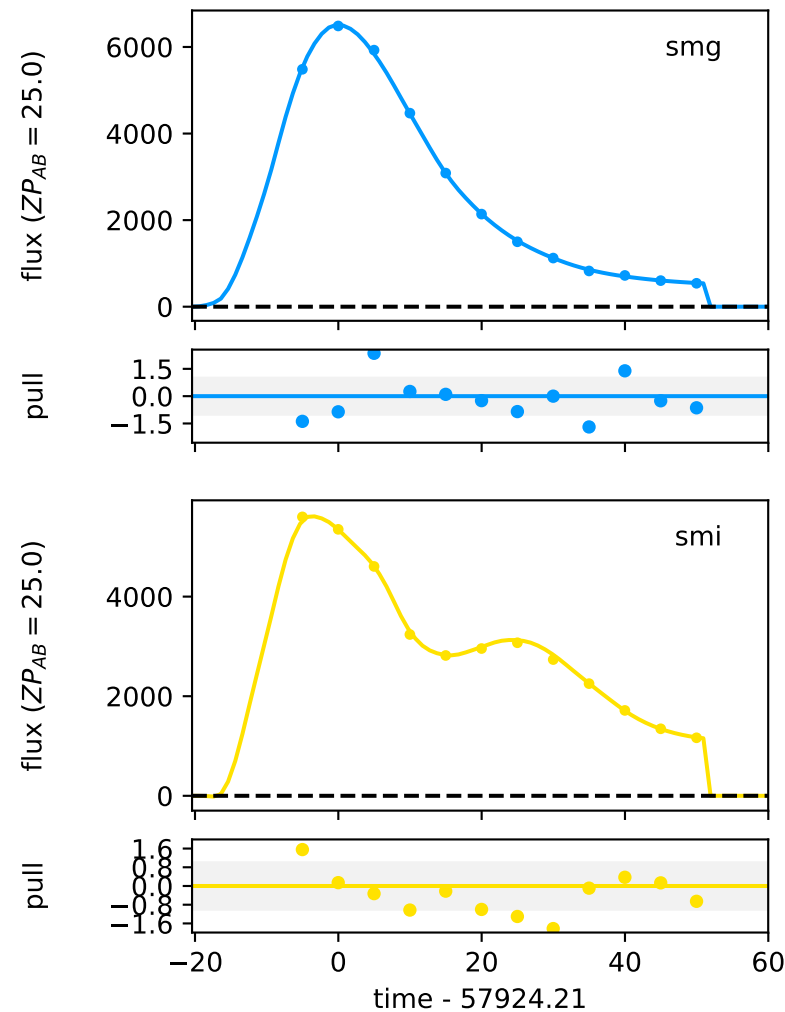 smg
flux (ZP_AB = 25.0)
6000
4000
2000
0
pull
1.5
0.0
−1.5
smi
flux (ZP_AB = 25.0)
4000
2000
0
pull
1.6
0.8
0.0
−0.8
−1.6
−20 0 20 40 60
time - 57924.21